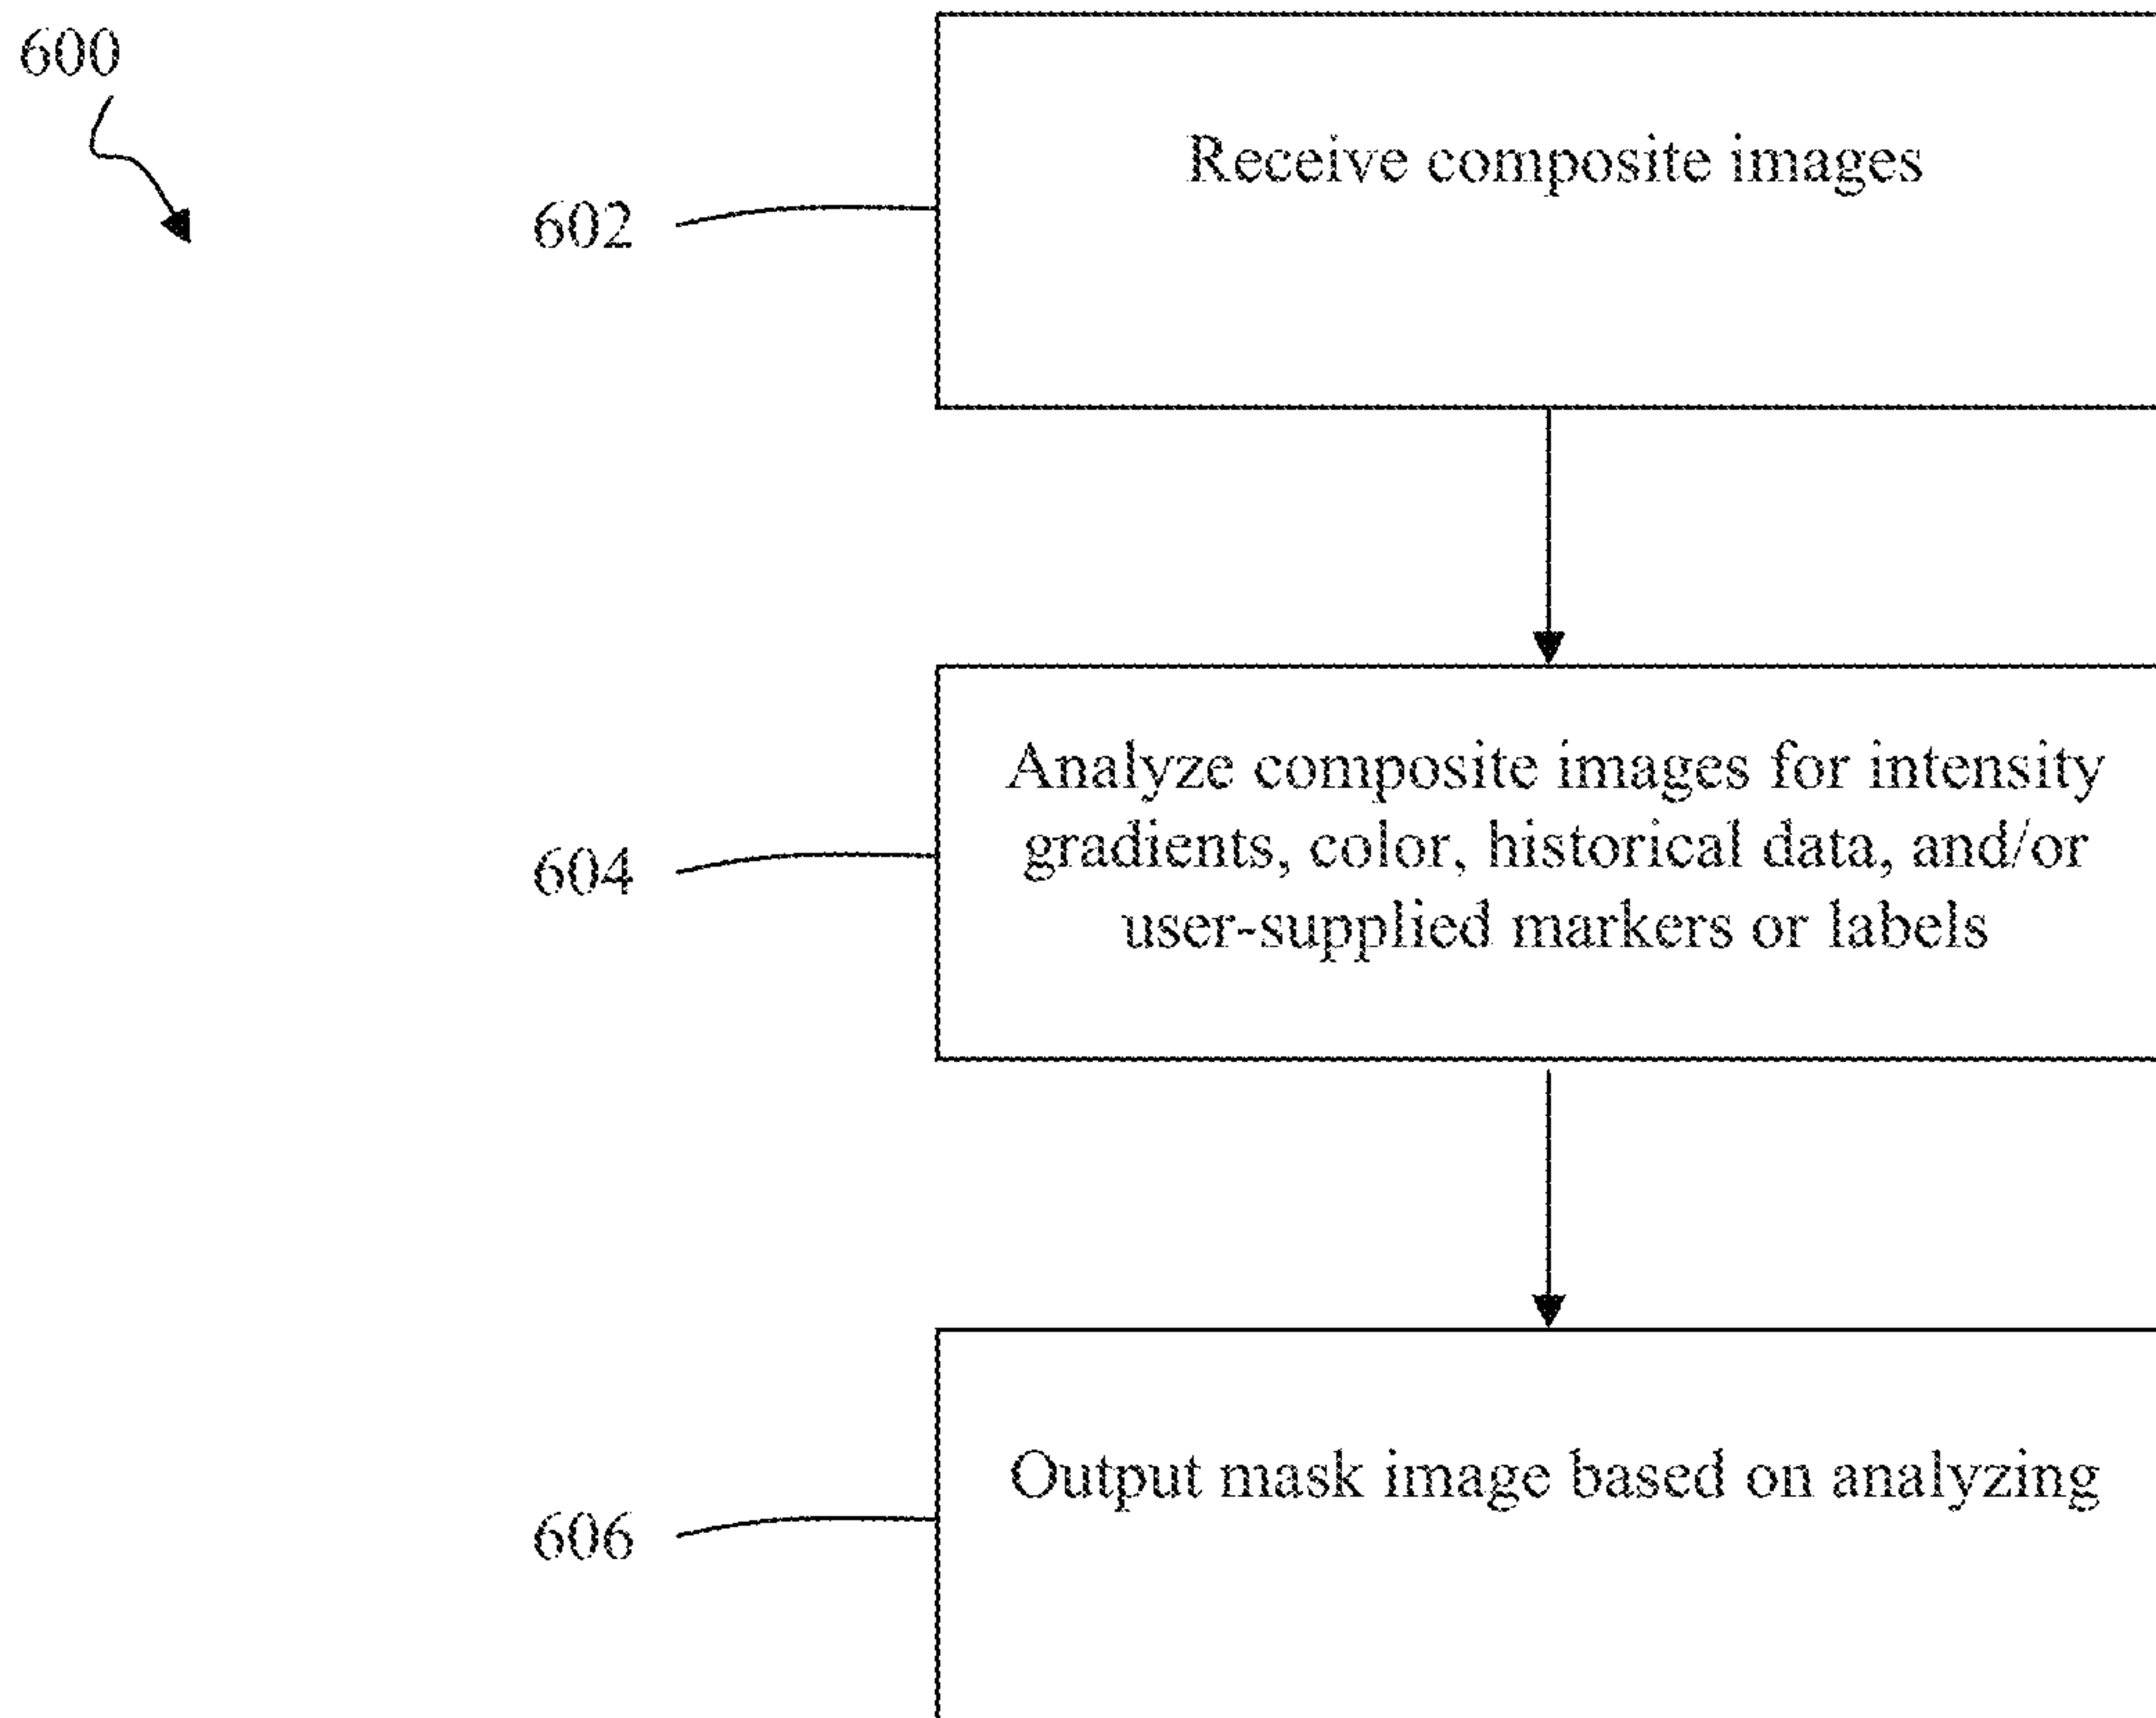 600
Receive composite images
602
Analyze composite images for intensity
gradients, color, historical data, and/or
user-supplied markers or labels
604
Output mask image based on analyzing
606